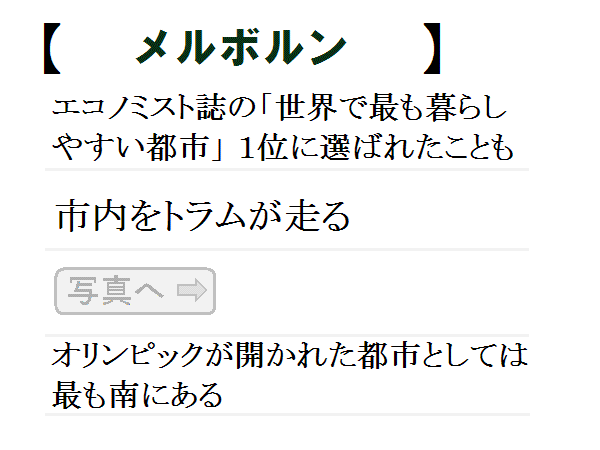 【 メルボルン 】
エコノミスト誌の「世界で最も暮らし
やすい都市」１位に選ばれたことも
市内をトラムが走る
写真へ
オリンピックが開かれた都市としては
最も南にある